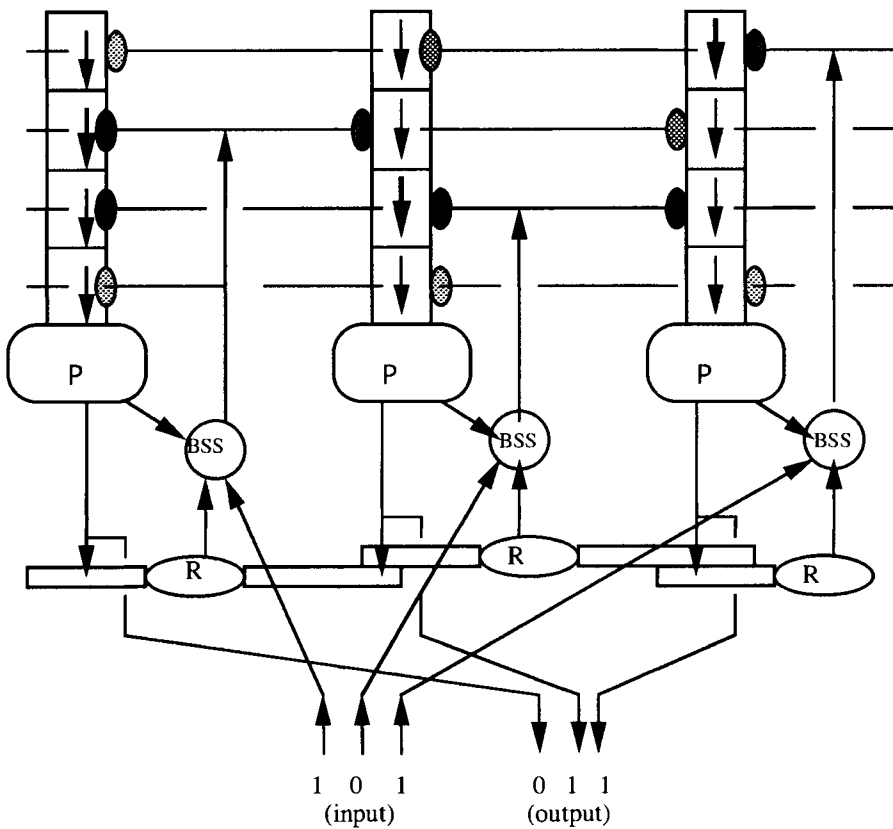 P P P
BSS BSS BSS
R R R
1 0 1 0 1 1
(input) (output)